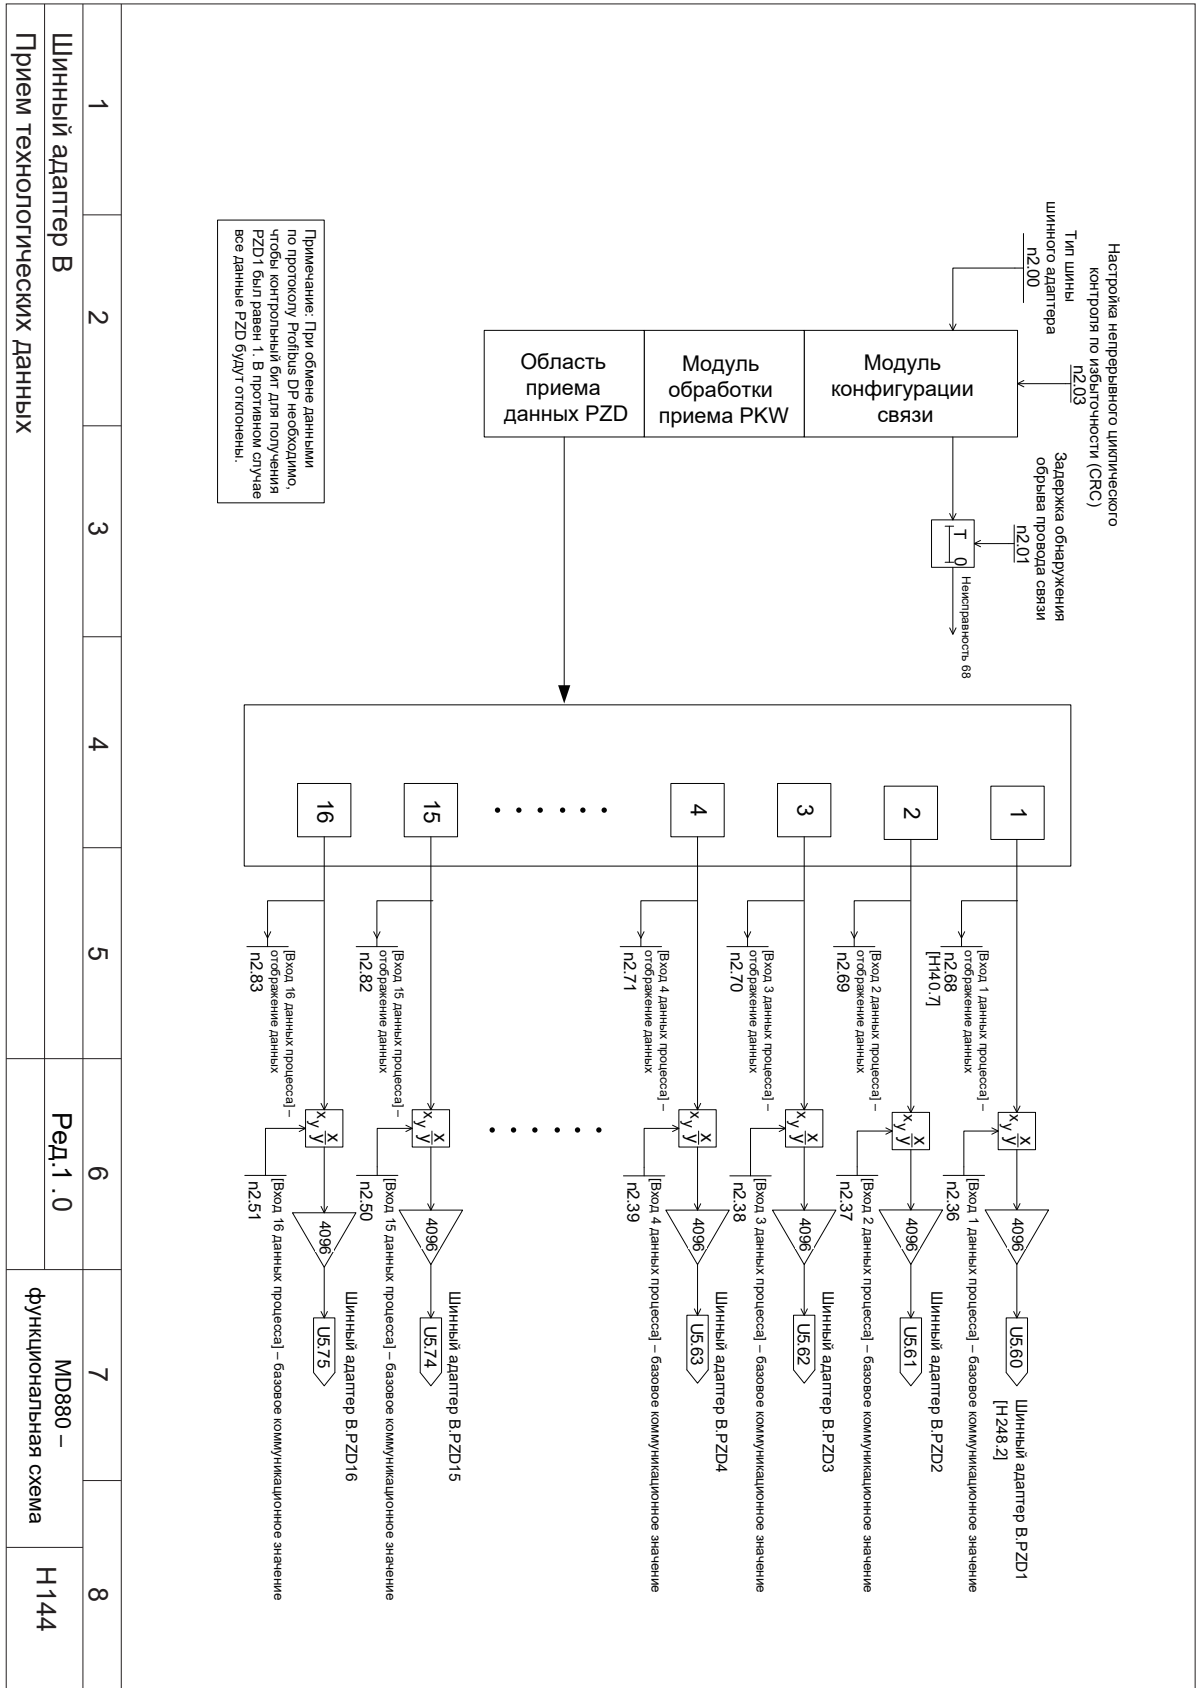 Настройка непрерывного циклического
контроля по избыточности (CRC)
n2.03
Тип шины
шинного адаптера
n2.00
Задержка обнаружения
обрыва провода связи
n2.01
T 0
Неисправность 68
Модуль
конфигурации
связи
Модуль
обработки
приема PKW
Область
приема
данных PZD
1
[Вход 1 данных процесса] –
отображение данных
n2.68
[H140.7]
x
y
x
y
[Вход 1 данных процесса] – базовое коммуникационное значение
n2.36
4096
U5.60
Шинный адаптер B.PZD1
[H248.2]
2
[Вход 2 данных процесса] –
отображение данных
n2.69
x
y
x
y
[Вход 2 данных процесса] – базовое коммуникационное значение
n2.37
4096
U5.61
Шинный адаптер B.PZD2
3
[Вход 3 данных процесса] –
отображение данных
n2.70
x
y
x
y
[Вход 3 данных процесса] – базовое коммуникационное значение
n2.38
4096
U5.62
Шинный адаптер B.PZD3
4
[Вход 4 данных процесса] –
отображение данных
n2.71
x
y
x
y
[Вход 4 данных процесса] – базовое коммуникационное значение
n2.39
4096
U5.63
Шинный адаптер B.PZD4
15
[Вход 15 данных процесса] –
отображение данных
n2.82
x
y
x
y
[Вход 15 данных процесса] – базовое коммуникационное значение
n2.50
4096
U5.74
Шинный адаптер B.PZD15
16
[Вход 16 данных процесса] –
отображение данных
n2.83
x
y
x
y
[Вход 16 данных процесса] – базовое коммуникационное значение
n2.51
4096
U5.75
Шинный адаптер B.PZD16
Примечание: При обмене данными
по протоколу Profibus DP необходимо,
чтобы контрольный бит для получения
PZD1 был равен 1. В противном случае
все данные PZD будут отклонены.
1 2 3 4 5 6 7 8
Шинный адаптер B
Прием технологических данных
Ред.1 .0
MD880 –
функциональная схема
H144